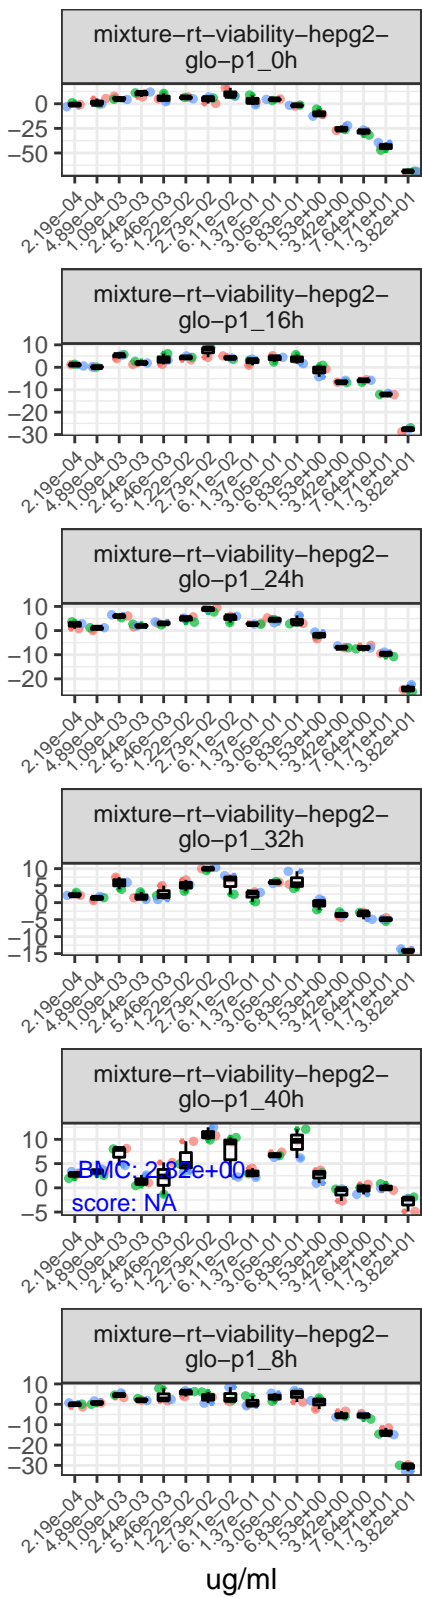 mixture-rt-viability-hepg2-
glo-p1_0h
0
-25
-50
2.19e-04
4.89e-04
1.09e-03
2.44e-03
5.46e-03
1.22e-02
2.73e-02
6.11e-02
1.37e-01
3.05e-01
6.83e-01
1.53e+00
3.42e+00
7.64e+00
1.71e+01
3.82e+01
mixture-rt-viability-hepg2-
glo-p1_16h
10
0
-10
-20
-30
2.19e-04
4.89e-04
1.09e-03
2.44e-03
5.46e-03
1.22e-02
2.73e-02
6.11e-02
1.37e-01
3.05e-01
6.83e-01
1.53e+00
3.42e+00
7.64e+00
1.71e+01
3.82e+01
mixture-rt-viability-hepg2-
glo-p1_24h
10
0
-10
-20
2.19e-04
4.89e-04
1.09e-03
2.44e-03
5.46e-03
1.22e-02
2.73e-02
6.11e-02
1.37e-01
3.05e-01
6.83e-01
1.53e+00
3.42e+00
7.64e+00
1.71e+01
3.82e+01
mixture-rt-viability-hepg2-
glo-p1_32h
10
5
0
-5
-10
-15
2.19e-04
4.89e-04
1.09e-03
2.44e-03
5.46e-03
1.22e-02
2.73e-02
6.11e-02
1.37e-01
3.05e-01
6.83e-01
1.53e+00
3.42e+00
7.64e+00
1.71e+01
3.82e+01
mixture-rt-viability-hepg2-
glo-p1_40h
10
5
0
-5
BMC: 2.82e+00
score: NA
2.19e-04
4.89e-04
1.09e-03
2.44e-03
5.46e-03
1.22e-02
2.73e-02
6.11e-02
1.37e-01
3.05e-01
6.83e-01
1.53e+00
3.42e+00
7.64e+00
1.71e+01
3.82e+01
mixture-rt-viability-hepg2-
glo-p1_8h
10
0
-10
-20
-30
2.19e-04
4.89e-04
1.09e-03
2.44e-03
5.46e-03
1.22e-02
2.73e-02
6.11e-02
1.37e-01
3.05e-01
6.83e-01
1.53e+00
3.42e+00
7.64e+00
1.71e+01
3.82e+01
ug/ml